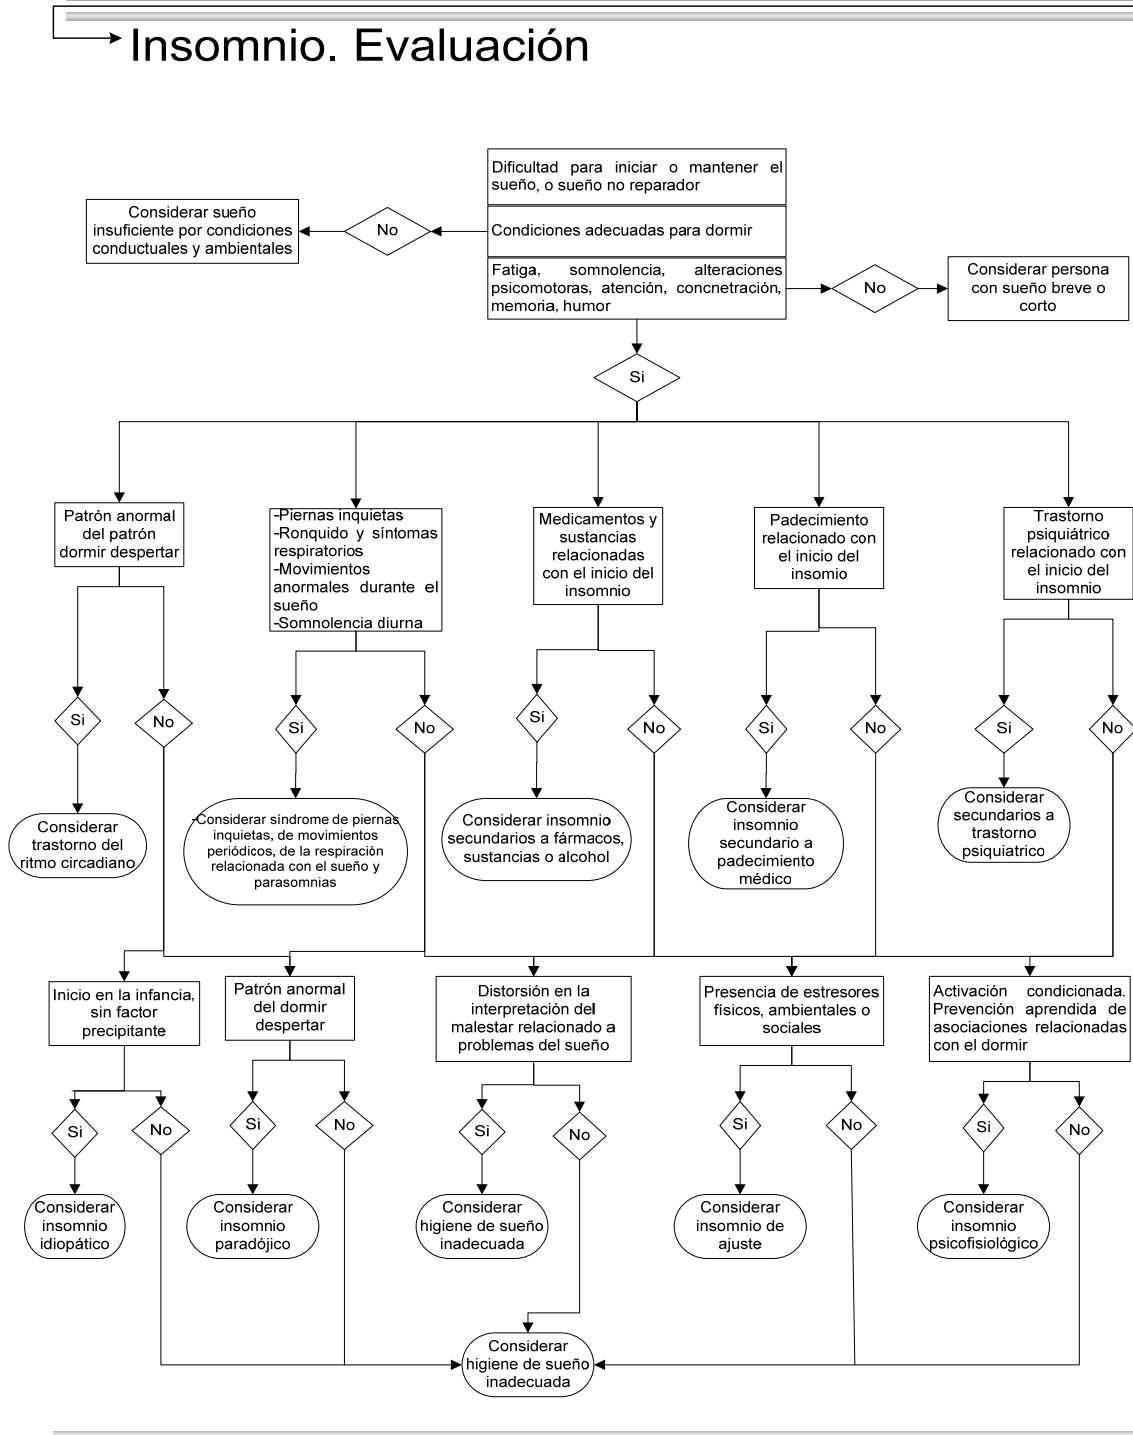 Insomnio. Evaluación
Dificultad para iniciar o mantener el
sueño, o sueño no reparador
Considerar sueño
insuficiente por condiciones
conductuales y ambientales
No
Condiciones adecuadas para dormir
Fatiga, somnolencia, alteraciones
psicomotoras, atención, concnetración,
memoria, humor
No
Considerar persona
con sueño breve o
corto
Si
Patrón anormal
del patrón
dormir despertar
-Piernas inquietas
-Ronquido y síntomas
respiratorios
-Movimientos
anormales durante el
sueño
-Somnolencia diurna
Medicamentos y
sustancias
relacionadas
con el inicio del
insomnio
Padecimiento
relacionado con
el inicio del
insomio
Trastorno
psiquiátrico
relacionado con
el inicio del
insomnio
Si
No
Si
No
Si
No
Si
No
Si
No
Considerar
trastorno del
ritmo circadiano
-Considerar síndrome de piernas
inquietas, de movimientos
periódicos, de la respiración
relacionada con el sueño y
parasomnias
Considerar insomnio
secundarios a fármacos,
sustancias o alcohol
Considerar
insomnio
secundario a
padecimiento
médico
Considerar
secundarios a
trastorno
psiquiatrico
Inicio en la infancia,
sin factor
precipitante
Patrón anormal
del dormir
despertar
Distorsión en la
interpretación del
malestar relacionado a
problemas del sueño
Presencia de estresores
físicos, ambientales o
sociales
Activación condicionada.
Prevención aprendida de
asociaciones relacionadas
con el dormir
Si
No
Si
No
Si
No
Si
No
Si
No
Considerar
insomnio
idiopático
Considerar
insomnio
paradójico
Considerar
higiene de sueño
inadecuada
Considerar
insomnio de
ajuste
Considerar
insomnio
psicofisiológico
Considerar
higiene de sueño
inadecuada